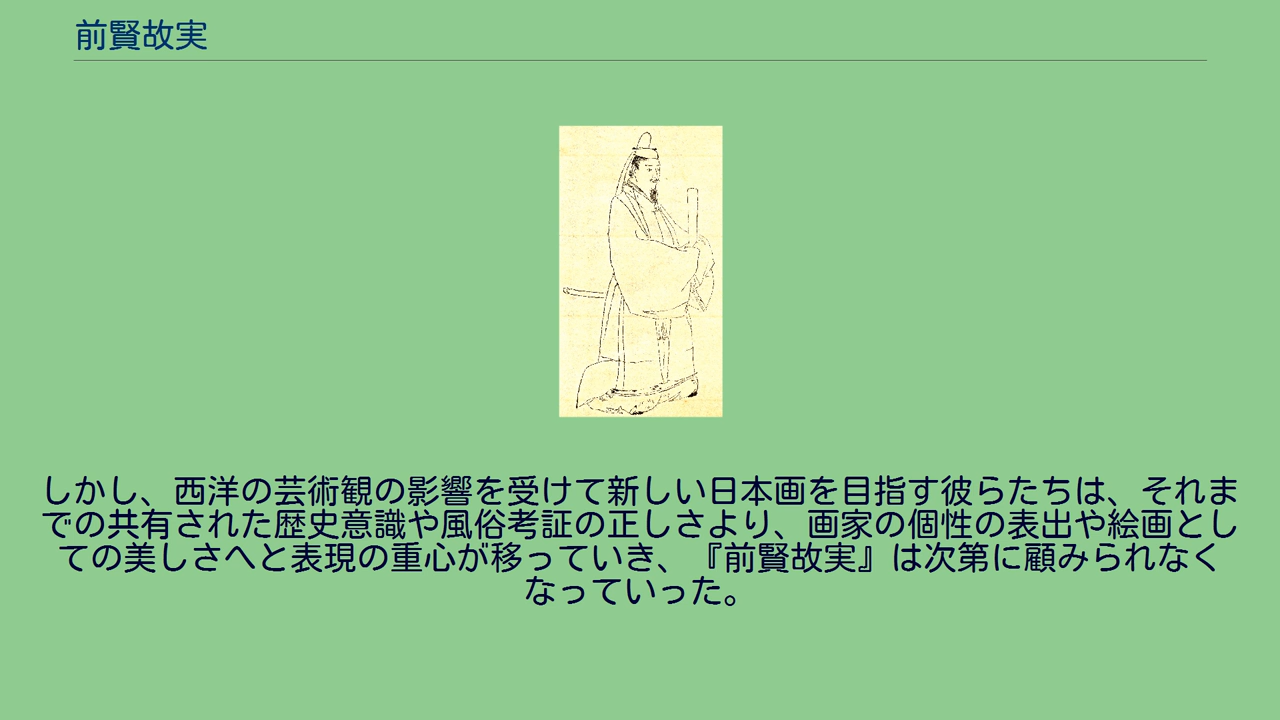 前賢故実
しかし、西洋の芸術観の影響を受けて新しい日本画を目指す彼らたちは、それま
での共有された歴史意識や風俗考証の正しさより、画家の個性の表出や絵画とし
ての美しさへと表現の重心が移っていき、『前賢故実』は次第に顧みられなく
なっていった。